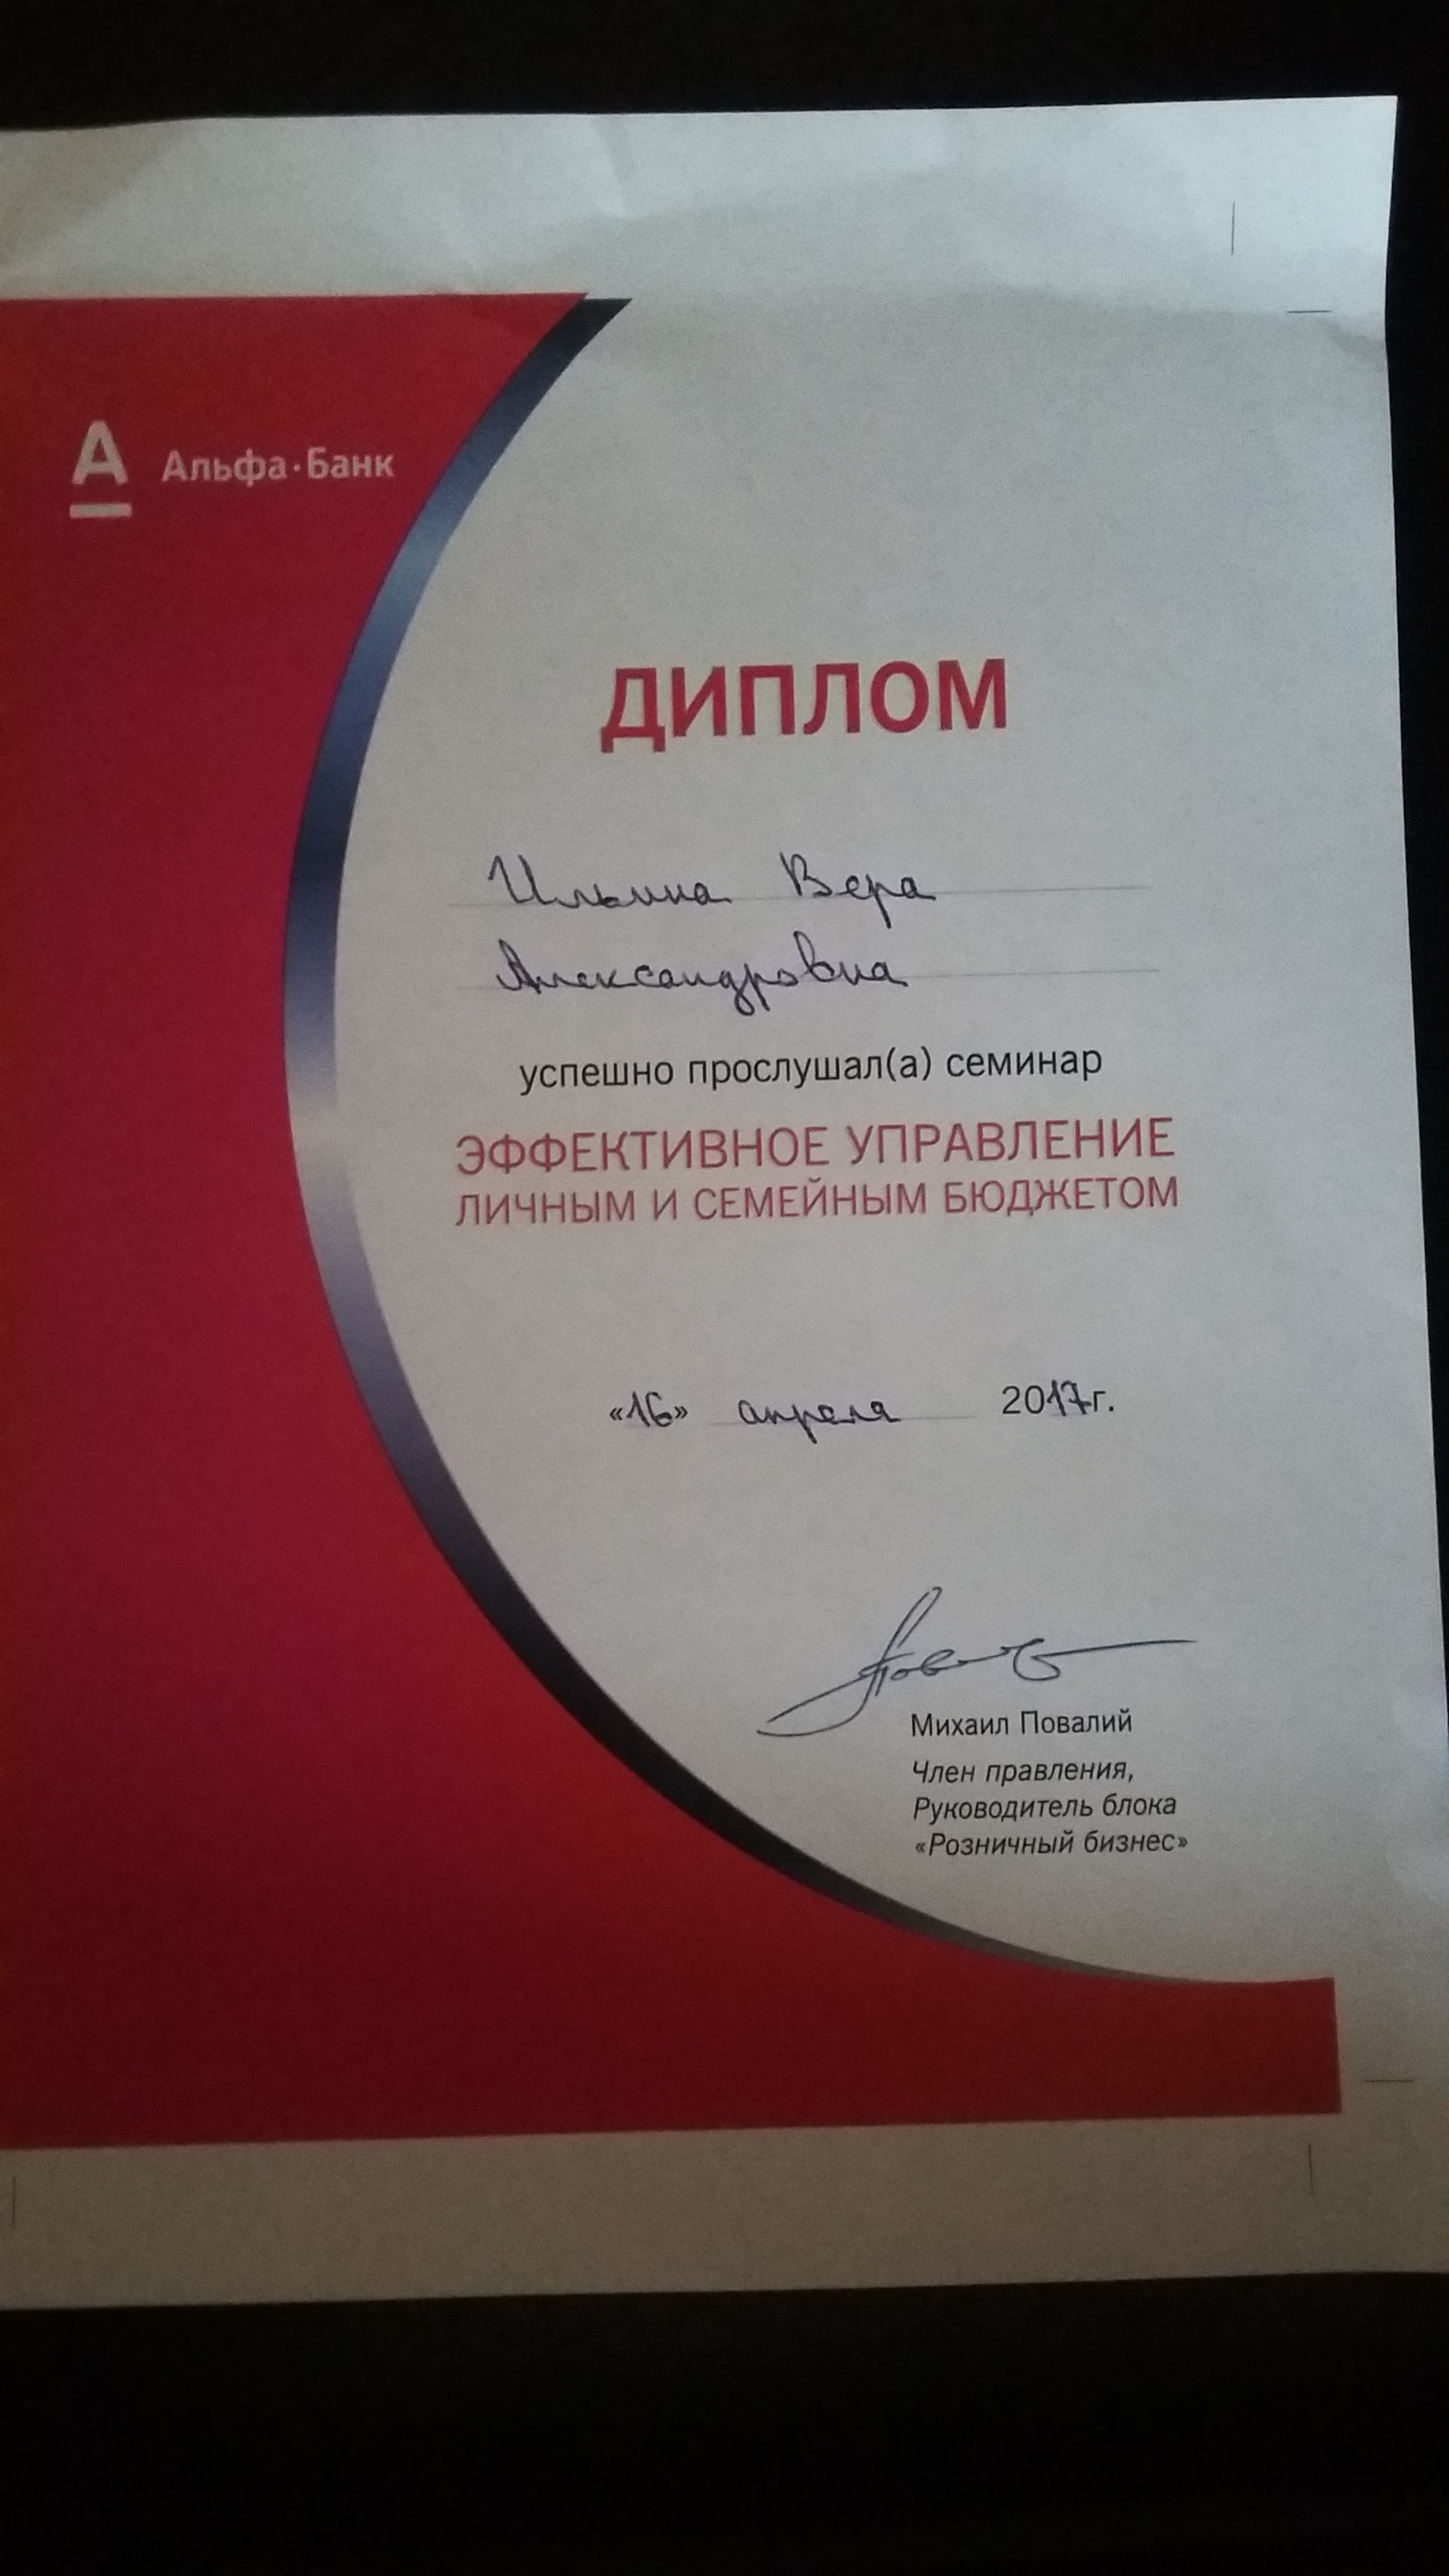 А Альфа·Банк
ДИПЛОМ
Ильина Вера
Александровна
успешно прослушал(а) семинар
ЭФФЕКТИВНОЕ УПРАВЛЕНИЕ
ЛИЧНЫМ И СЕМЕЙНЫМ БЮДЖЕТОМ
«16» апреля 2017г.
Михаил Повалий
Член правления,
Руководитель блока
«Розничный бизнес»